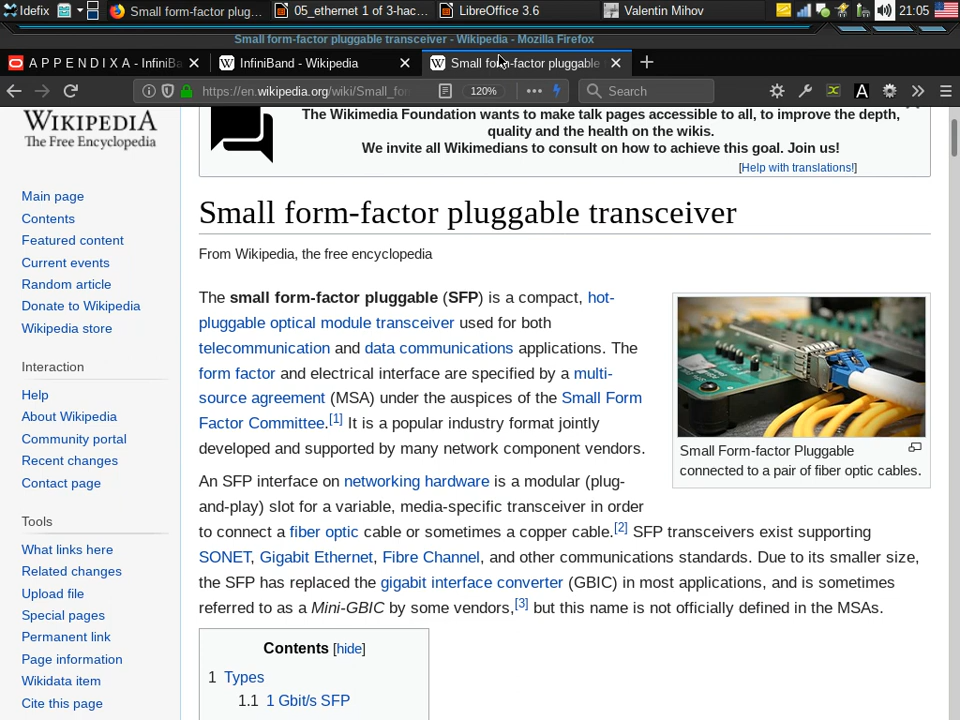 Idefix
Small form-factor plug...
05_ethernet 1 of 3-hac...
LibreOffice 3.6
Valentin Mihov
21:05
Small form-factor pluggable transceiver - Wikipedia - Mozilla Firefox
A P P E N D I X A - InfiniBa
InfiniBand - Wikipedia
Small form-factor pluggable
https://en.wikipedia.org/wiki/Small_fo
120%
Search
WIKIPEDIA
The Free Encyclopedia
The Wikimedia Foundation wants to make talk pages accessible to all, to improve the depth,
quality and the health on the wikis.
We invite all Wikimedians to consult on how to achieve this goal. Join us!
[Help with translations!]
Main page
Contents
Featured content
Current events
Random article
Donate to Wikipedia
Wikipedia store
Interaction
Help
About Wikipedia
Community portal
Recent changes
Contact page
Tools
What links here
Related changes
Upload file
Special pages
Permanent link
Page information
Wikidata item
Cite this page
Small form-factor pluggable transceiver
From Wikipedia, the free encyclopedia
The small form-factor pluggable (SFP) is a compact, hot-
pluggable optical module transceiver used for both
telecommunication and data communications applications. The
form factor and electrical interface are specified by a multi-
source agreement (MSA) under the auspices of the Small Form
Factor Committee.[1] It is a popular industry format jointly
developed and supported by many network component vendors.
Small Form-factor Pluggable
connected to a pair of fiber optic cables.
An SFP interface on networking hardware is a modular (plug-
and-play) slot for a variable, media-specific transceiver in order
to connect a fiber optic cable or sometimes a copper cable.[2] SFP transceivers exist supporting
SONET, Gigabit Ethernet, Fibre Channel, and other communications standards. Due to its smaller size,
the SFP has replaced the gigabit interface converter (GBIC) in most applications, and is sometimes
referred to as a Mini-GBIC by some vendors,[3] but this name is not officially defined in the MSAs.
Contents [hide]
1 Types
1.1 1 Gbit/s SFP